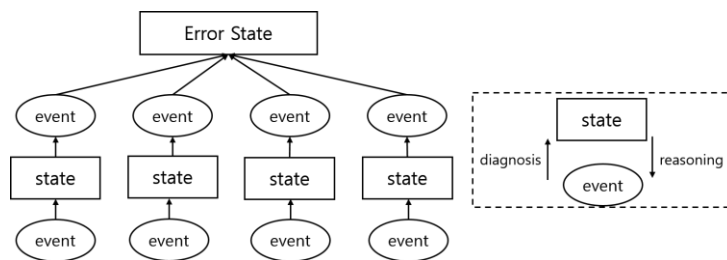 Error State
event event event event
state state state state
event event event event
state
diagnosis reasoning
event